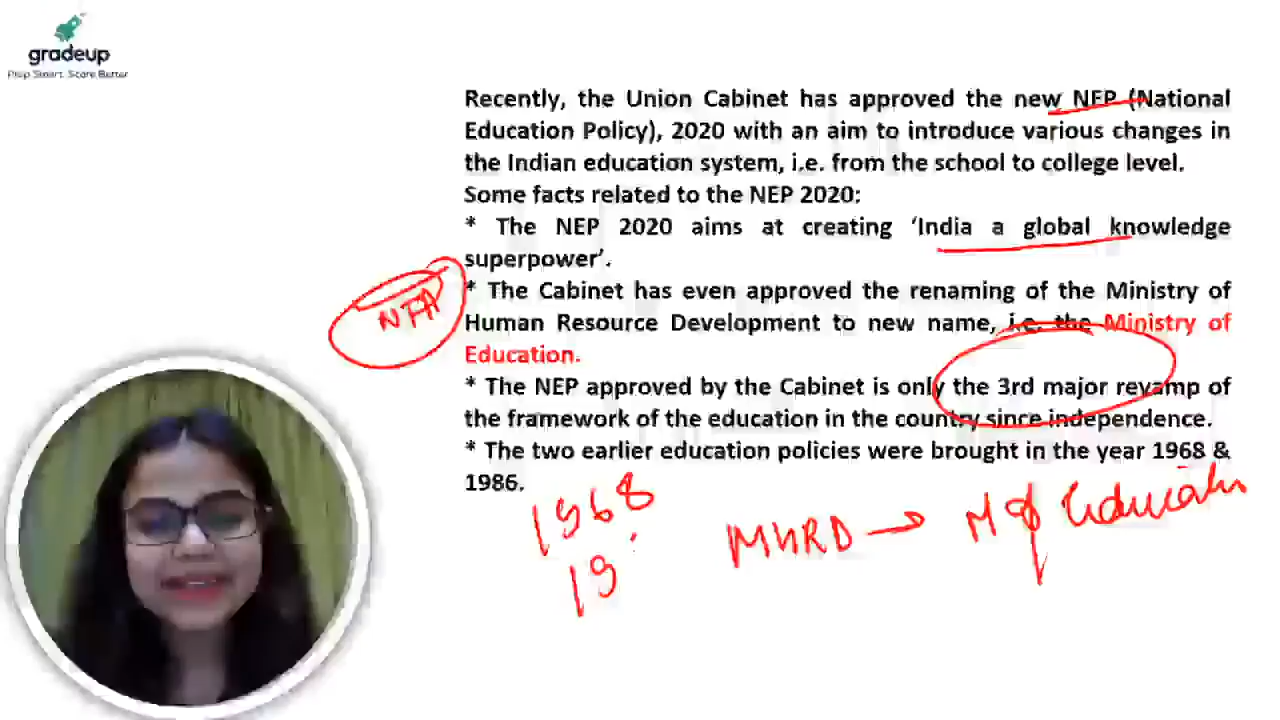 gradeup
Prep Smart. Score Better
Recently, the Union Cabinet has approved the new NEP (National
Education Policy), 2020 with an aim to introduce various changes in
the Indian education system, i.e. from the school to college level.
Some facts related to the NEP 2020:
* The NEP 2020 aims at creating ‘India a global knowledge
superpower’.
* The Cabinet has even approved the renaming of the Ministry of
Human Resource Development to new name, i.e. the Ministry of
Education.
* The NEP approved by the Cabinet is only the 3rd major revamp of
the framework of the education in the country since independence.
* The two earlier education policies were brought in the year 1968 &
1986.
1968
19
MHRD → M of Education